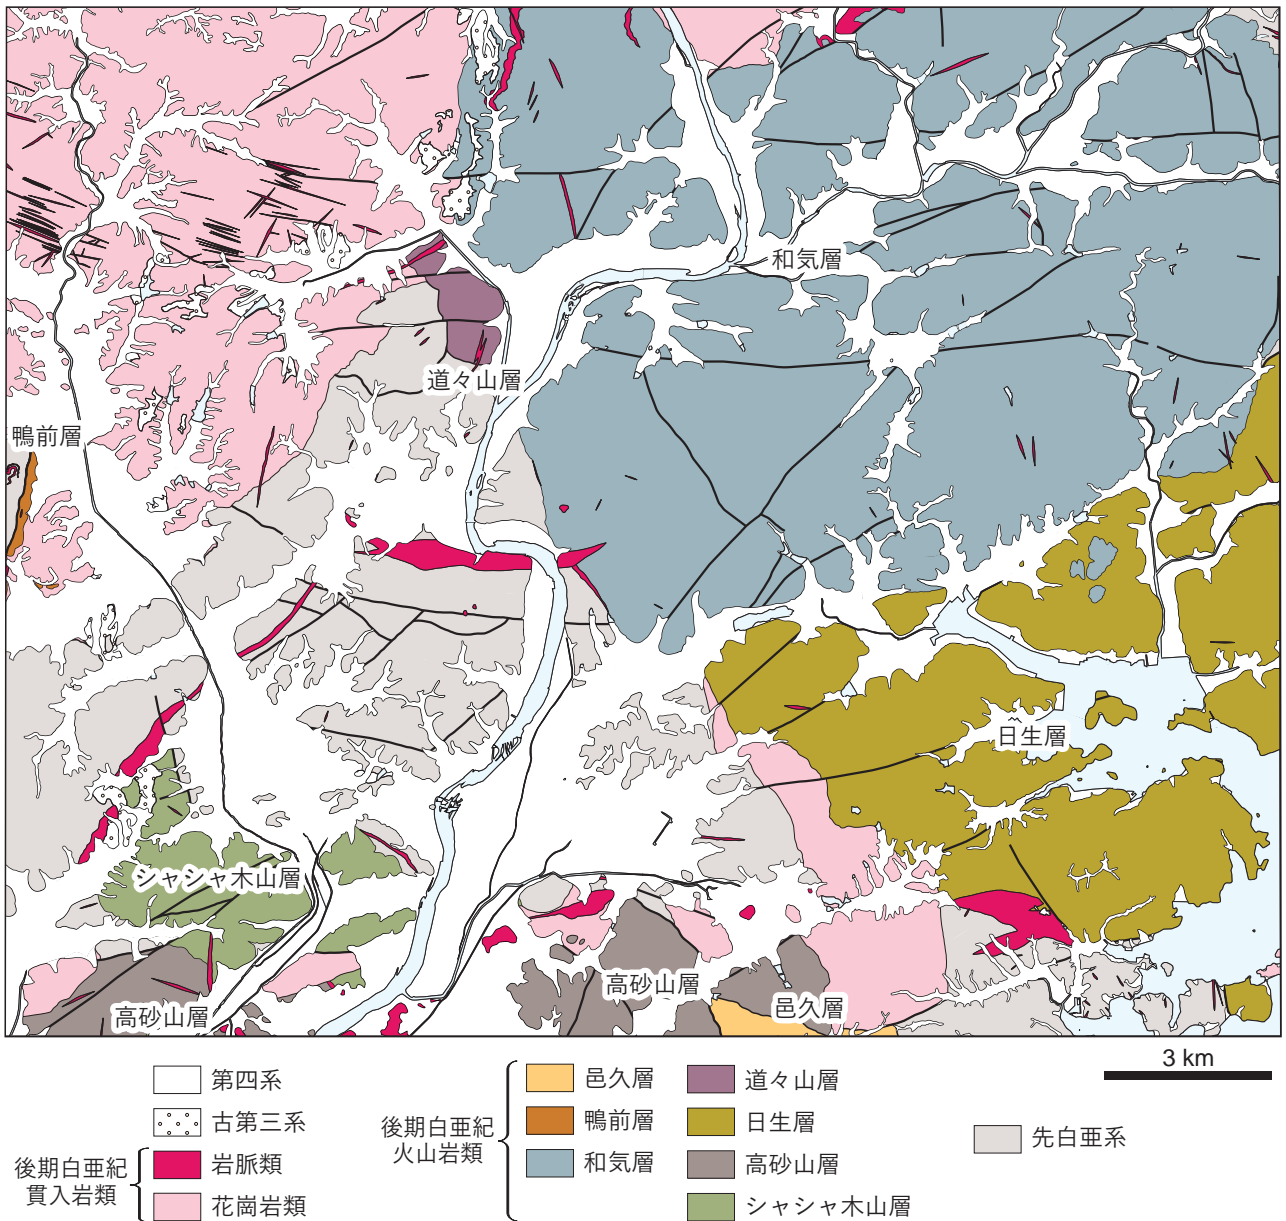 和気層
道々山層
鴨前層
日生層
シャシャ木山層
高砂山層
高砂山層
邑久層
3 km
第四系
古第三系
後期白亜紀
貫入岩類
岩脈類
花崗岩類
後期白亜紀
火山岩類
邑久層
鴨前層
和気層
道々山層
日生層
高砂山層
シャシャ木山層
先白亜系